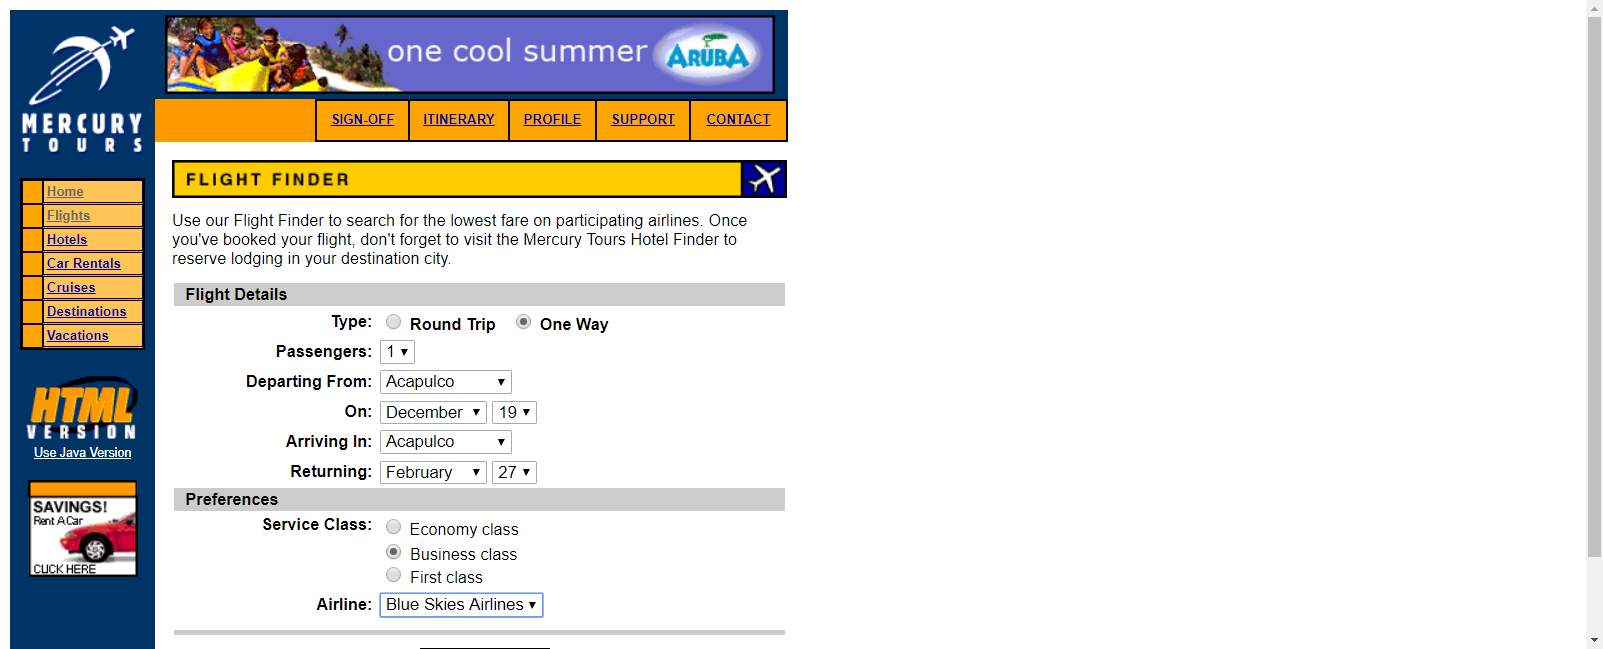 one cool summer
ARUBA
MERCURY
TOURS
SIGN-OFF ITINERARY PROFILE SUPPORT CONTACT
Home
Flights
Hotels
Car Rentals
Cruises
Destinations
Vacations
HTML
VERSION
Use Java Version
SAVINGS!
Rent A Car
CLICK HERE
FLIGHT FINDER
Use our Flight Finder to search for the lowest fare on participating airlines. Once
you've booked your flight, don't forget to visit the Mercury Tours Hotel Finder to
reserve lodging in your destination city.
Flight Details
Type: Round Trip One Way
Passengers: 1
Departing From: Acapulco
On: December 19
Arriving In: Acapulco
Returning: February 27
Preferences
Service Class: Economy class
Business class
First class
Airline: Blue Skies Airlines